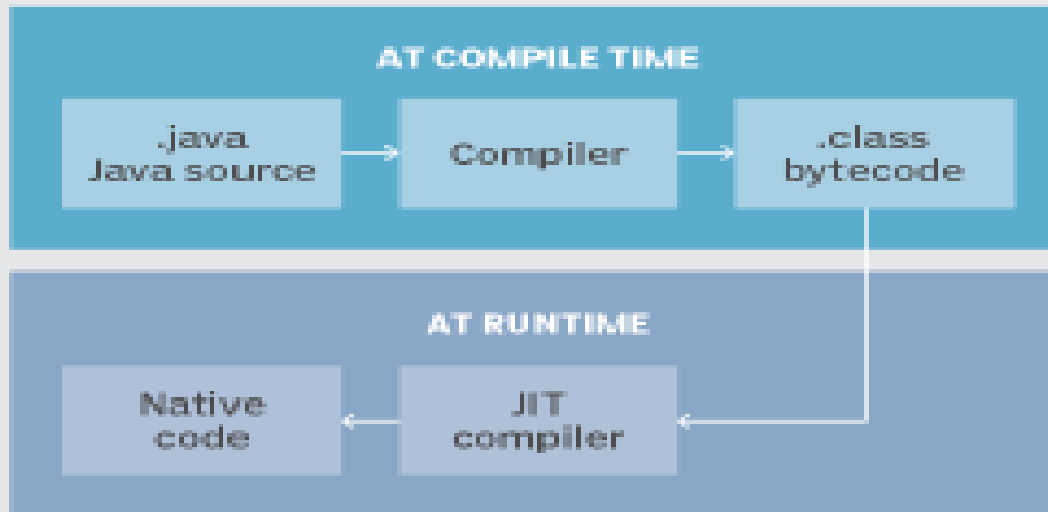 AT COMPILE TIME
.java
Java source
Compiler
.class
bytecode
AT RUNTIME
Native
code
JIT
compiler